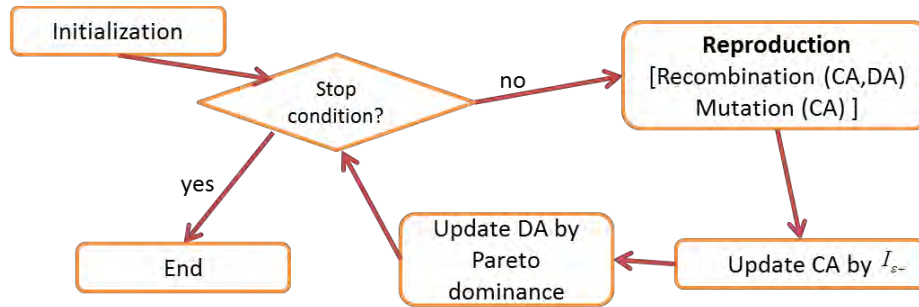 Initialization
Stop
condition?
no
Reproduction
[Recombination (CA,DA)
Mutation (CA) ]
yes
End
Update DA by
Pareto
dominance
Update CA by I